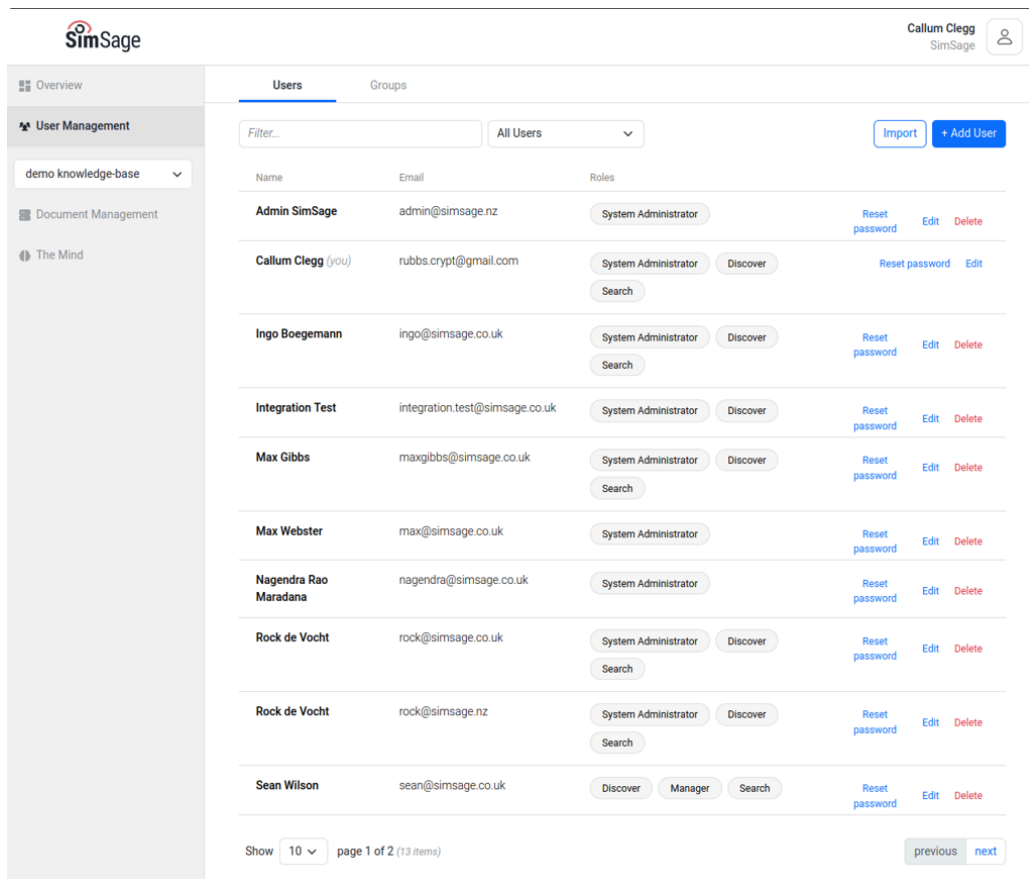 SimSage
Callum Clegg
SimSage
Overview
User Management
demo knowledge-base
Document Management
The Mind
Users Groups
Filter... All Users Import + Add User
Name Email Roles
Admin SimSage admin@simsage.nz System Administrator Reset password Edit Delete
Callum Clegg (you) rubbs.crypt@gmail.com System Administrator Discover Reset password Edit
Search
Ingo Boegemann ingo@simsage.co.uk System Administrator Discover Reset password Edit Delete
Search
Integration Test integration.test@simsage.co.uk System Administrator Discover Reset password Edit Delete
Max Gibbs maxgibbs@simsage.co.uk System Administrator Discover Reset password Edit Delete
Search
Max Webster max@simsage.co.uk System Administrator Reset password Edit Delete
Nagendra Rao Maradana nagendra@simsage.co.uk System Administrator Reset password Edit Delete
Rock de Vocht rock@simsage.co.uk System Administrator Discover Reset password Edit Delete
Search
Rock de Vocht rock@simsage.nz System Administrator Discover Reset password Edit Delete
Search
Sean Wilson sean@simsage.co.uk Discover Manager Search Reset password Edit Delete
Show 10 page 1 of 2 (13 items) previous next